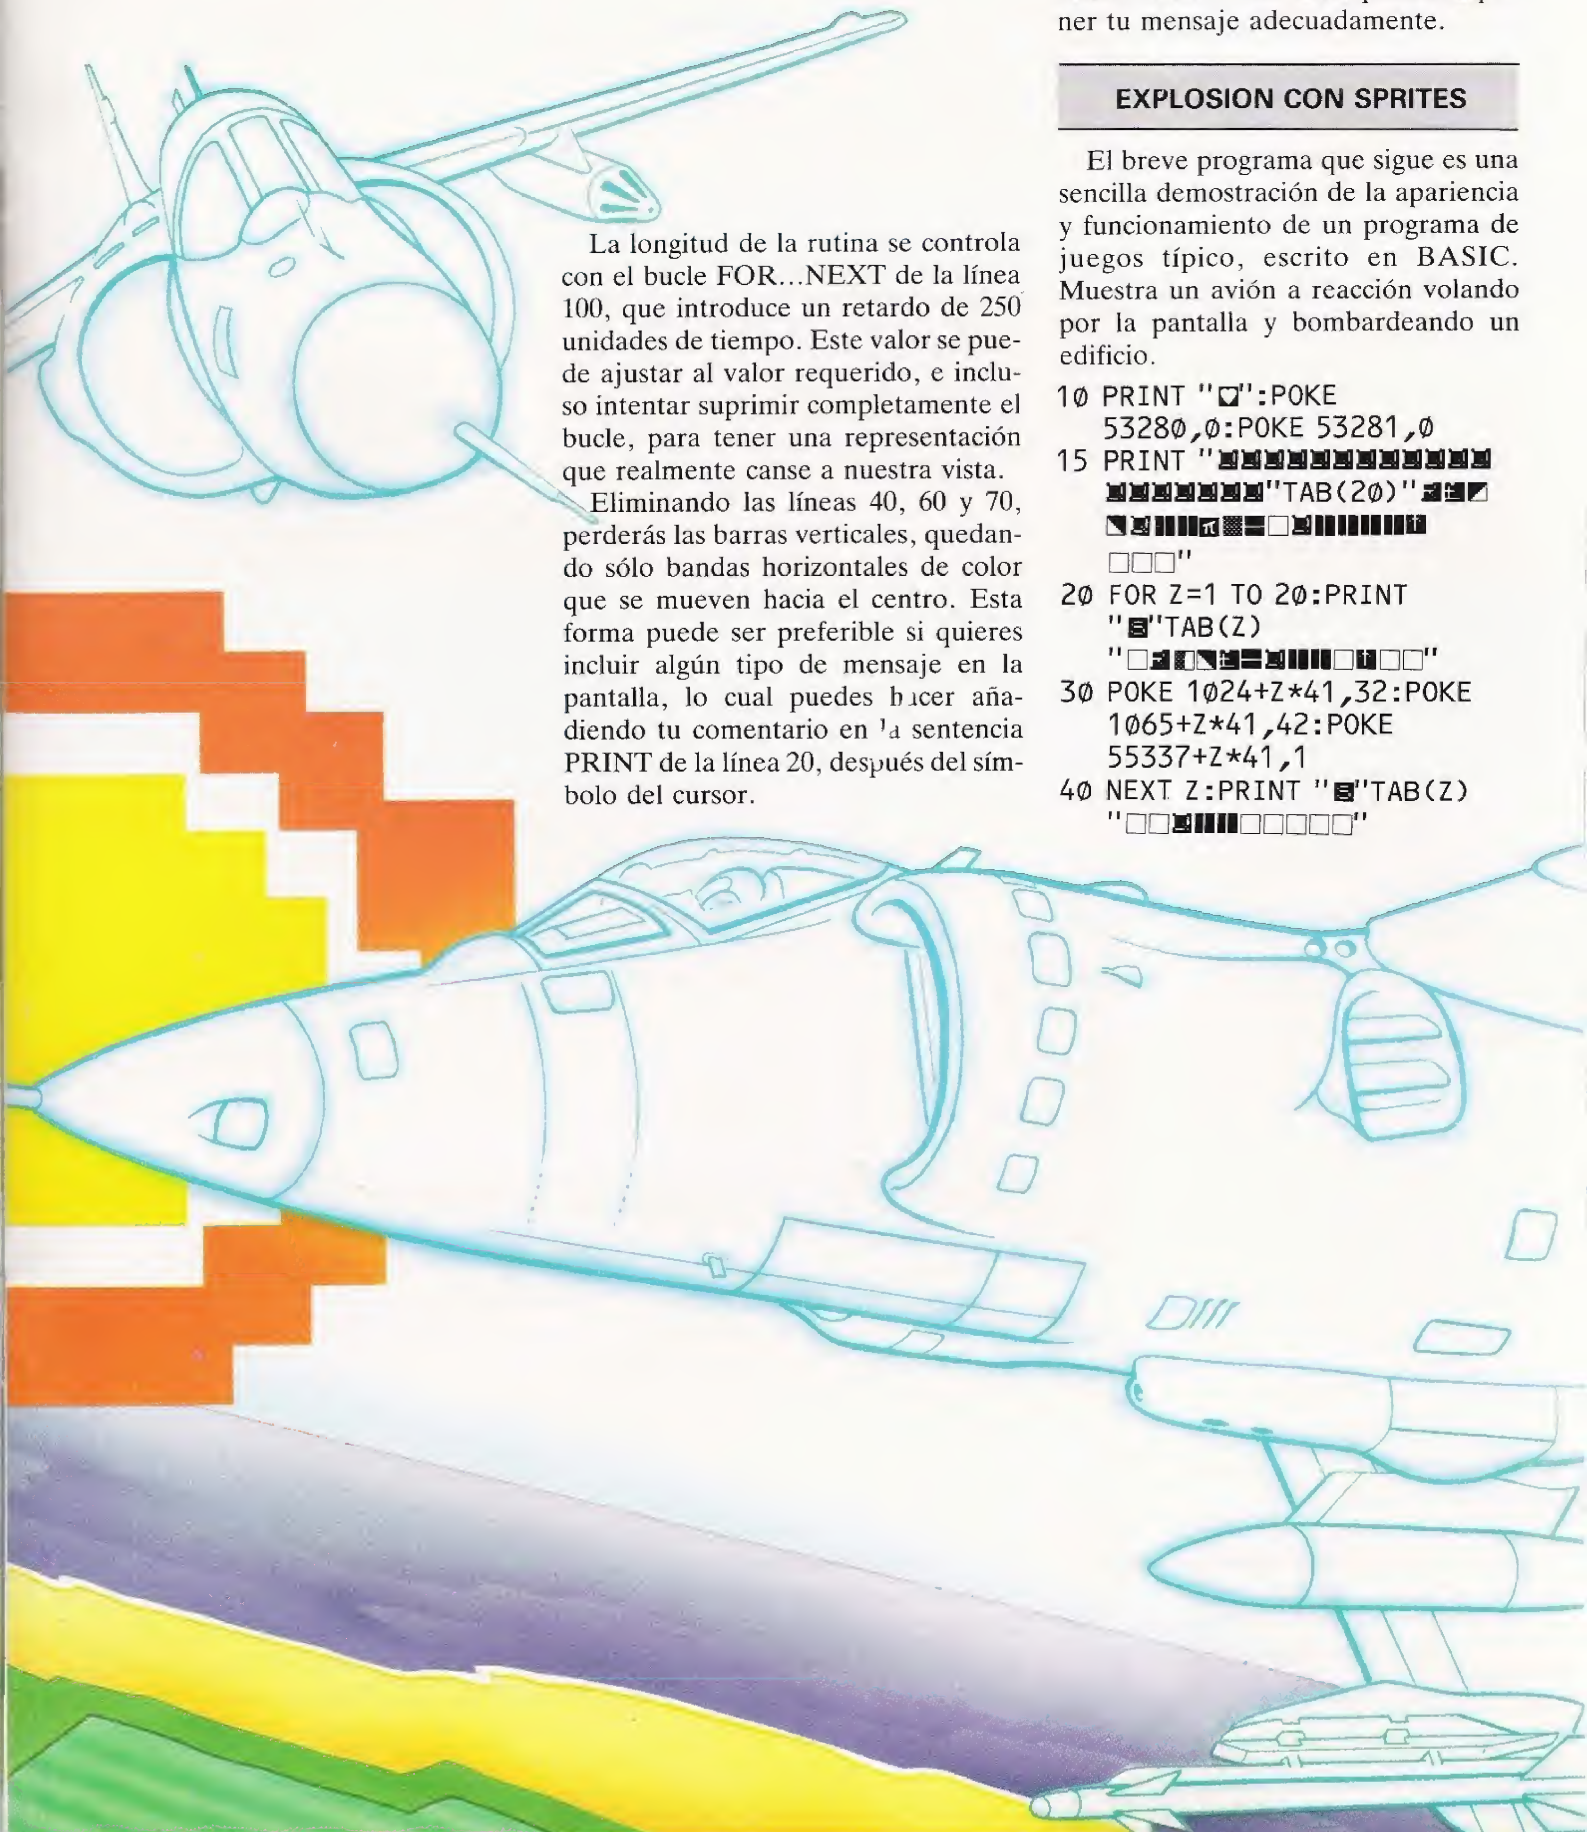 La longitud de la rutina se controla
con el bucle FOR...NEXT de la línea
100, que introduce un retardo de 250
unidades de tiempo. Este valor se pue-
de ajustar al valor requerido, e inclu-
so intentar suprimir completamente el
bucle, para tener una representación
que realmente canse a nuestra vista.
Eliminando las líneas 40, 60 y 70,
perderás las barras verticales, quedan-
do sólo bandas horizontales de color
que se mueven hacia el centro. Esta
forma puede ser preferible si quieres
incluir algún tipo de mensaje en la
pantalla, lo cual puedes hacer aña-
diendo tu comentario en la sentencia
PRINT de la línea 20, después del sím-
bolo del cursor.
ner tu mensaje adecuadamente.
EXPLOSION CON SPRITES
El breve programa que sigue es una
sencilla demostración de la apariencia
y funcionamiento de un programa de
juegos típico, escrito en BASIC.
Muestra un avión a reacción volando
por la pantalla y bombardeando un
edificio.
10 PRINT "":POKE
53280,0:POKE 53281,0
15 PRINT "
"TAB(20)"
π
□□□"
20 FOR Z=1 TO 20:PRINT
""TAB(Z)
"
30 POKE 1024+Z*41,32:POKE
1065+Z*41,42:POKE
55337+Z*41,1
40 NEXT Z:PRINT ""TAB(Z)
"□□□□□□□"